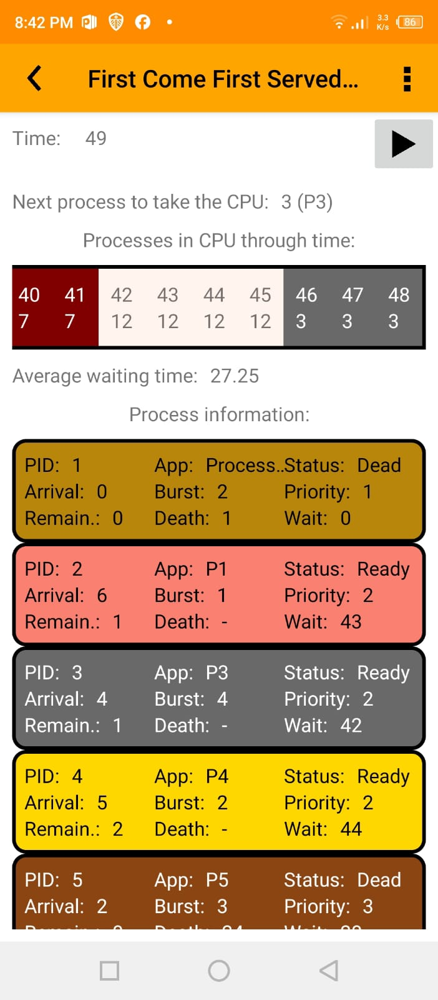 8:42 PM 3.3 K/s 86
First Come First Served...
Time: 49
Next process to take the CPU: 3 (P3)
Processes in CPU through time:
40 41 42 43 44 45 46 47 48
7 7 12 12 12 12 3 3 3
Average waiting time: 27.25
Process information:
PID: 1 App: Process.. Status: Dead
Arrival: 0 Burst: 2 Priority: 1
Remain.: 0 Death: 1 Wait: 0
PID: 2 App: P1 Status: Ready
Arrival: 6 Burst: 1 Priority: 2
Remain.: 1 Death: - Wait: 43
PID: 3 App: P3 Status: Ready
Arrival: 4 Burst: 4 Priority: 2
Remain.: 1 Death: - Wait: 42
PID: 4 App: P4 Status: Ready
Arrival: 5 Burst: 2 Priority: 2
Remain.: 2 Death: - Wait: 44
PID: 5 App: P5 Status: Dead
Arrival: 2 Burst: 3 Priority: 3